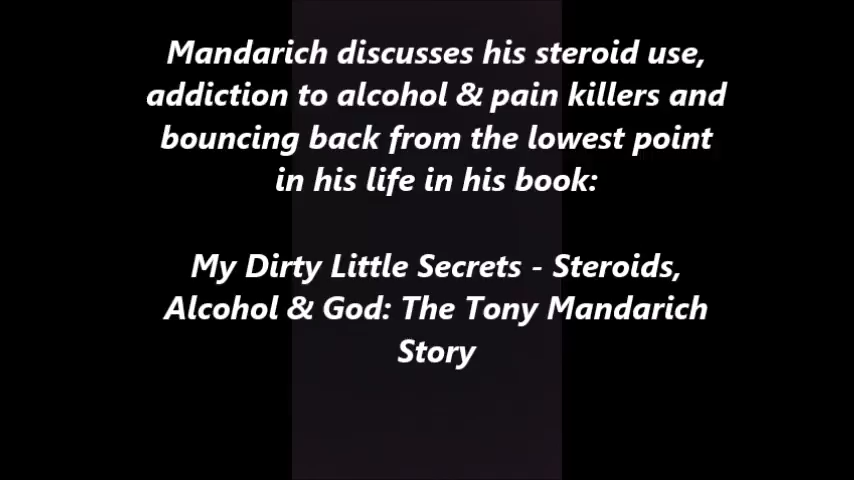 Mandarich discusses his steroid use,
addiction to alcohol & pain killers and
bouncing back from the lowest point
in his life in his book:
My Dirty Little Secrets - Steroids,
Alcohol & God: The Tony Mandarich
Story